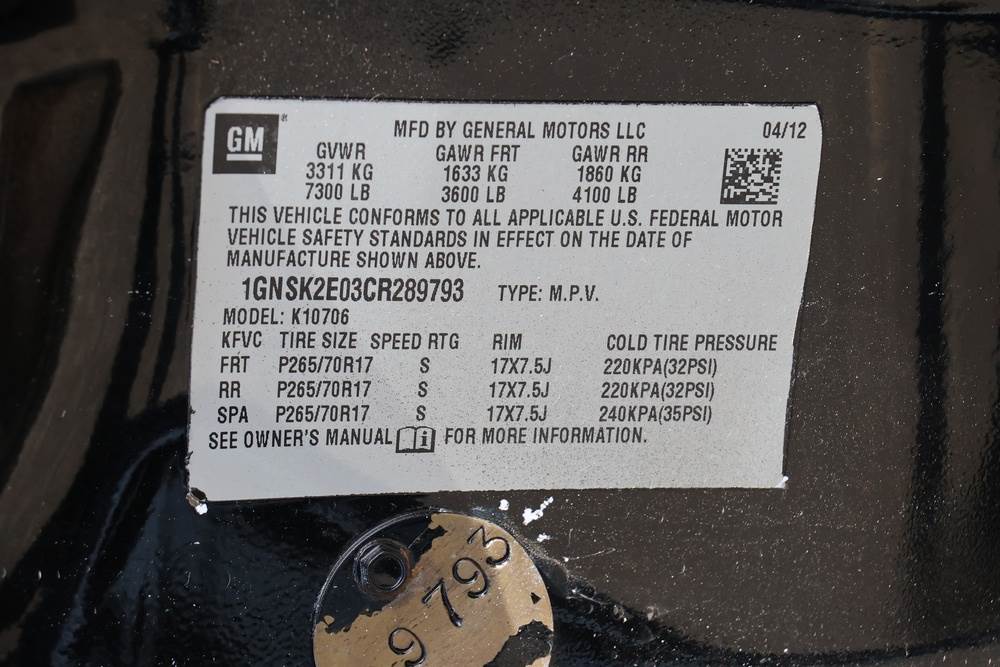 GM® MFD BY GENERAL MOTORS LLC 04/12
GVWR GAWR FRT GAWR RR
3311 KG 1633 KG 1860 KG
7300 LB 3600 LB 4100 LB
THIS VEHICLE CONFORMS TO ALL APPLICABLE U.S. FEDERAL MOTOR
VEHICLE SAFETY STANDARDS IN EFFECT ON THE DATE OF
MANUFACTURE SHOWN ABOVE.
1GNSK2E03CR289793 TYPE: M.P.V.
MODEL: K10706
KFVC TIRE SIZE SPEED RTG RIM COLD TIRE PRESSURE
FRT P265/70R17 S 17X7.5J 220KPA(32PSI)
RR P265/70R17 S 17X7.5J 220KPA(32PSI)
SPA P265/70R17 S 17X7.5J 240KPA(35PSI)
SEE OWNER'S MANUAL i FOR MORE INFORMATION.
9793